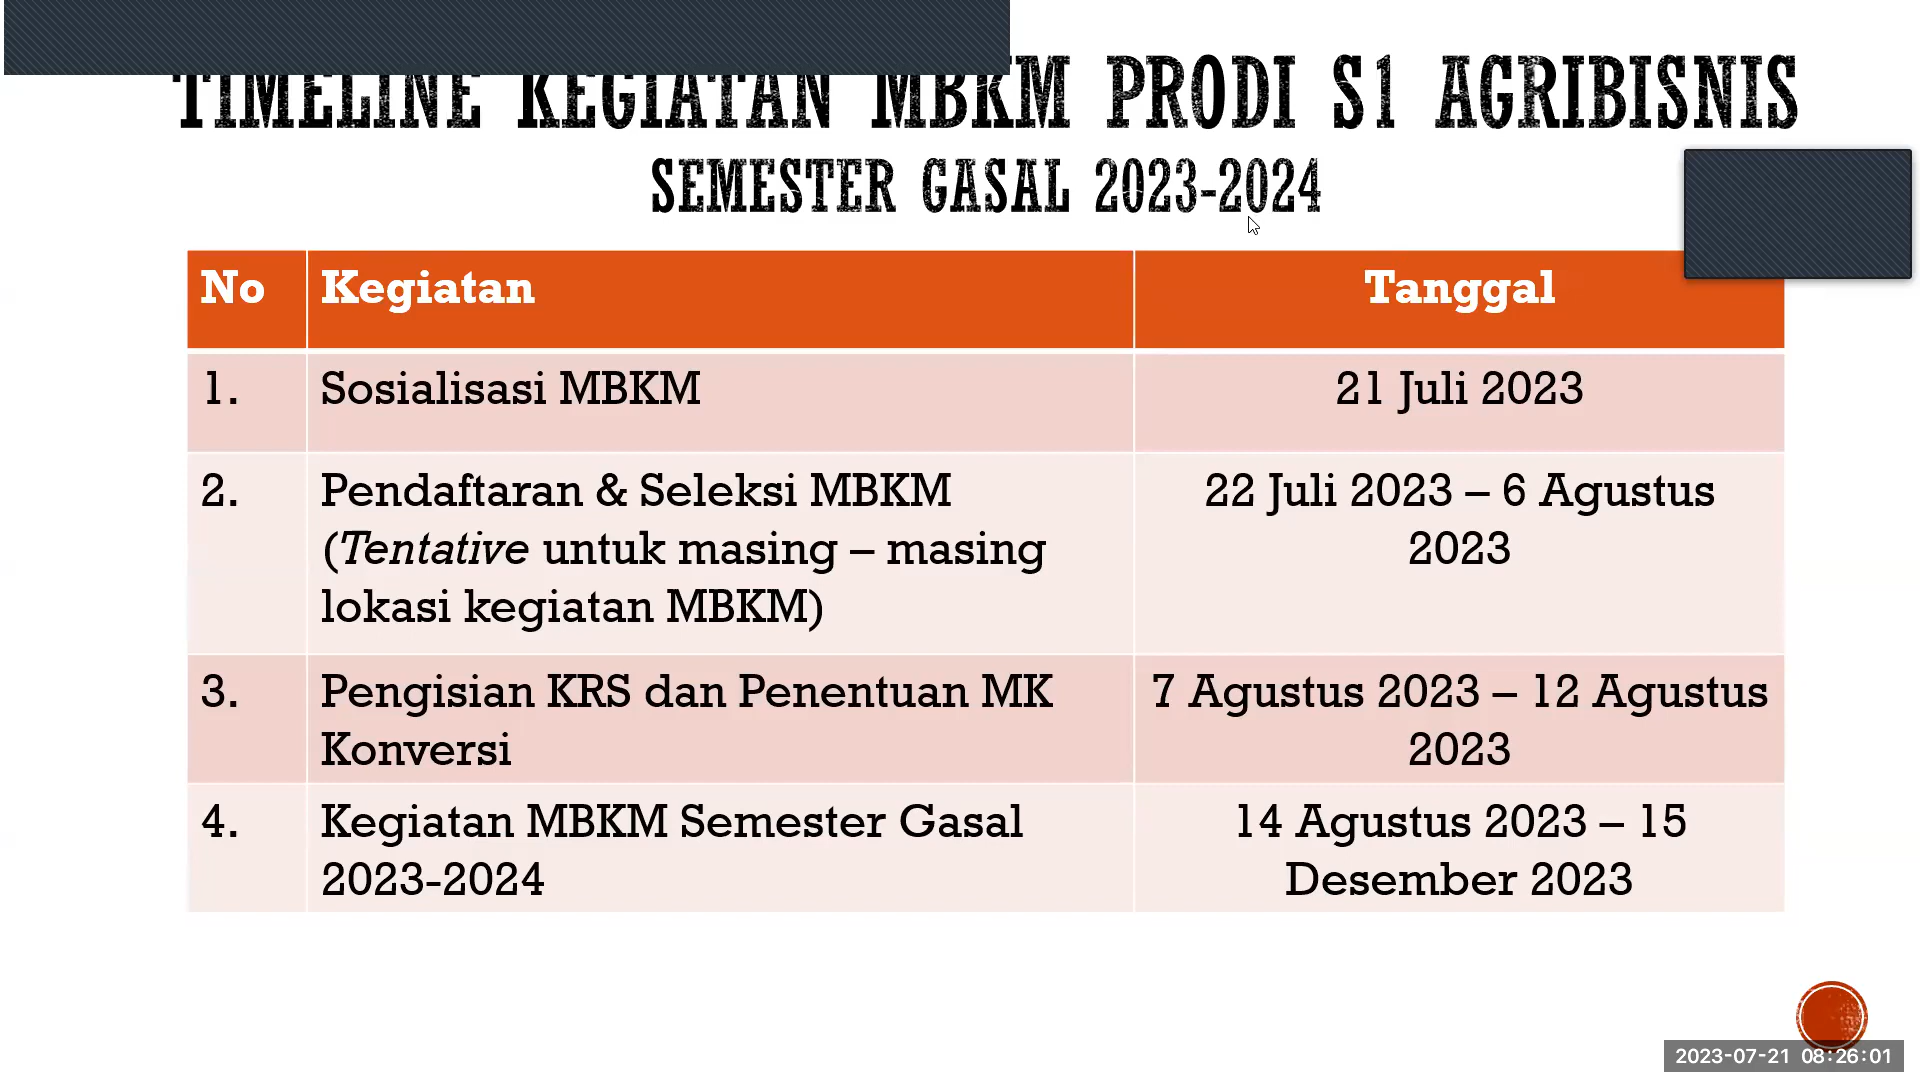 TIMELINE KEGIATAN MBKM PRODI S1 AGRIBISNIS
SEMESTER GASAL 2023-2024
No Kegiatan Tanggal
1. Sosialisasi MBKM 21 Juli 2023
2. Pendaftaran & Seleksi MBKM 22 Juli 2023 – 6 Agustus
(Tentative untuk masing – masing 2023
lokasi kegiatan MBKM)
3. Pengisian KRS dan Penentuan MK 7 Agustus 2023 – 12 Agustus
Konversi 2023
4. Kegiatan MBKM Semester Gasal 14 Agustus 2023 – 15
2023-2024 Desember 2023
2023-07-21 08:26:01